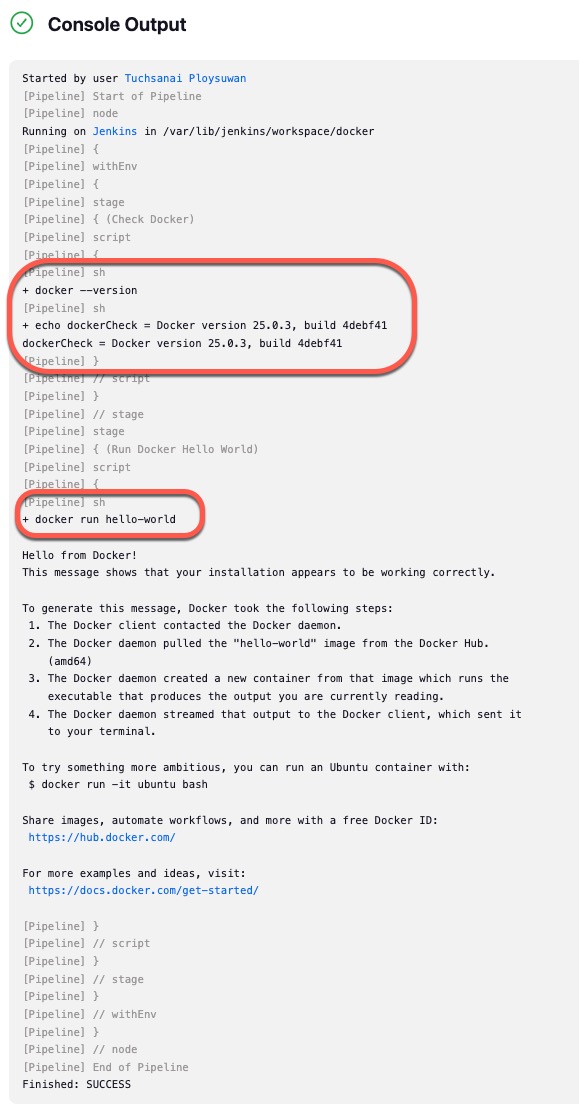 Console Output
Started by user Tuchsanai Ploysuwan
[Pipeline] Start of Pipeline
[Pipeline] node
Running on Jenkins in /var/lib/jenkins/workspace/docker
[Pipeline] {
[Pipeline] withEnv
[Pipeline] {
[Pipeline] stage
[Pipeline] { (Check Docker)
[Pipeline] script
[Pipeline] {
[Pipeline] sh
+ docker --version
[Pipeline] sh
+ echo dockerCheck = Docker version 25.0.3, build 4debf41
dockerCheck = Docker version 25.0.3, build 4debf41
[Pipeline] }
[Pipeline] // script
[Pipeline] }
[Pipeline] // stage
[Pipeline] stage
[Pipeline] { (Run Docker Hello World)
[Pipeline] script
[Pipeline] {
[Pipeline] sh
+ docker run hello-world
Hello from Docker!
This message shows that your installation appears to be working correctly.
To generate this message, Docker took the following steps:
1. The Docker client contacted the Docker daemon.
2. The Docker daemon pulled the "hello-world" image from the Docker Hub.
(amd64)
3. The Docker daemon created a new container from that image which runs the
executable that produces the output you are currently reading.
4. The Docker daemon streamed that output to the Docker client, which sent it
to your terminal.
To try something more ambitious, you can run an Ubuntu container with:
$ docker run -it ubuntu bash
Share images, automate workflows, and more with a free Docker ID:
https://hub.docker.com/
For more examples and ideas, visit:
https://docs.docker.com/get-started/
[Pipeline] }
[Pipeline] // script
[Pipeline] }
[Pipeline] // stage
[Pipeline] }
[Pipeline] // withEnv
[Pipeline] }
[Pipeline] // node
[Pipeline] End of Pipeline
Finished: SUCCESS